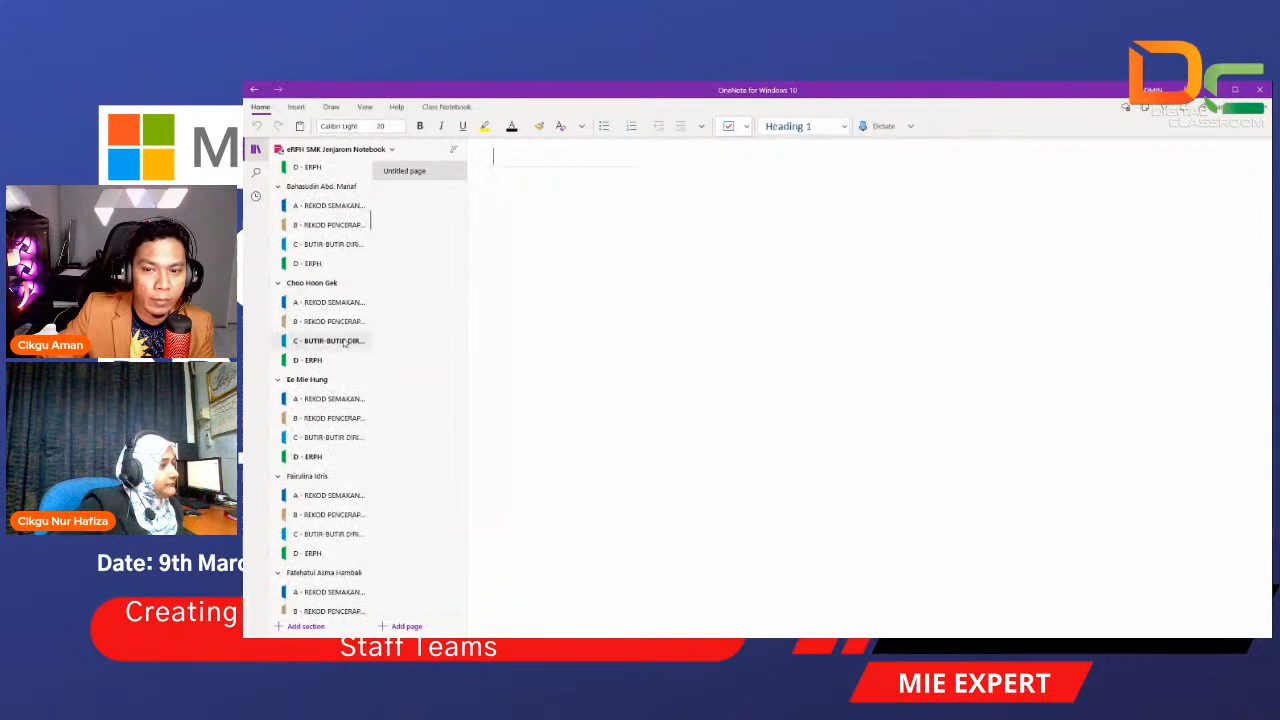 OneNote for Windows 10
Home
Insert
Draw
View
Help
Class Notebook
Calibri Light
20
B
I
U
A
Heading 1
Dictate
DIGITAL
CLASSROOM
M
eRPH SMK Jenjarom Notebook
D - ERPH
Untitled page
Bahasudin Abd. Manaf
A - REKOD SEMAKAN...
B - REKOD PENCERAP...
C - BUTIR-BUTIR DIRI...
D - ERPH
Choo Hoon Gek
A - REKOD SEMAKAN...
B - REKOD PENCERAP...
C - BUTIR-BUTIR DIR...
D - ERPH
Ee Mie Hung
A - REKOD SEMAKAN...
B - REKOD PENCERAP...
C - BUTIR-BUTIR DIRI...
D - ERPH
Fairulina Idris
A - REKOD SEMAKAN...
B - REKOD PENCERAP...
C - BUTIR-BUTIR DIRI...
D - ERPH
Fatehatul Asma Hambali
A - REKOD SEMAKAN...
B - REKOD PENCERAP...
Add section
Add page
Cikgu Aman
Cikgu Nur Hafiza
Date: 9th Marc
Creating
Staff Teams
MIE EXPERT